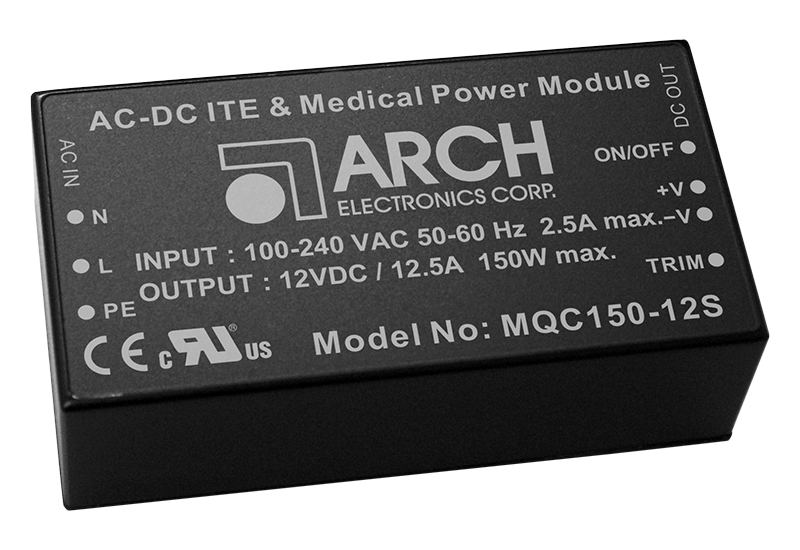 AC-DC ITE & Medical Power Module
AC IN
DC OUT
ARCH
ELECTRONICS CORP.
ON/OFF
N
+V
L
INPUT : 100-240 VAC 50-60 Hz 2.5A max.
-V
PE
OUTPUT : 12VDC / 12.5A 150W max.
TRIM
CE c RU® US
Model No: MQC150-12S